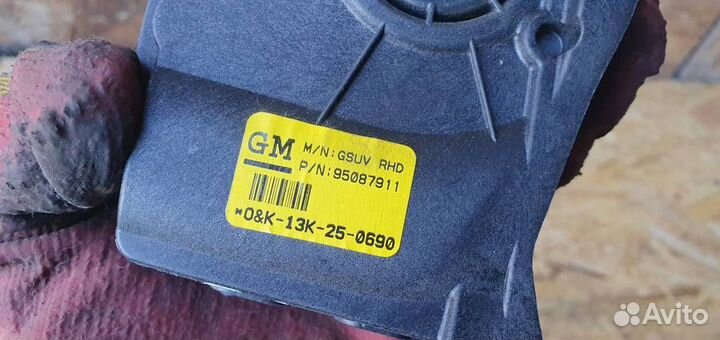 GM M/N:GSUV RHD
P/N:95087911
*O&K-13K-25-0690
Avito